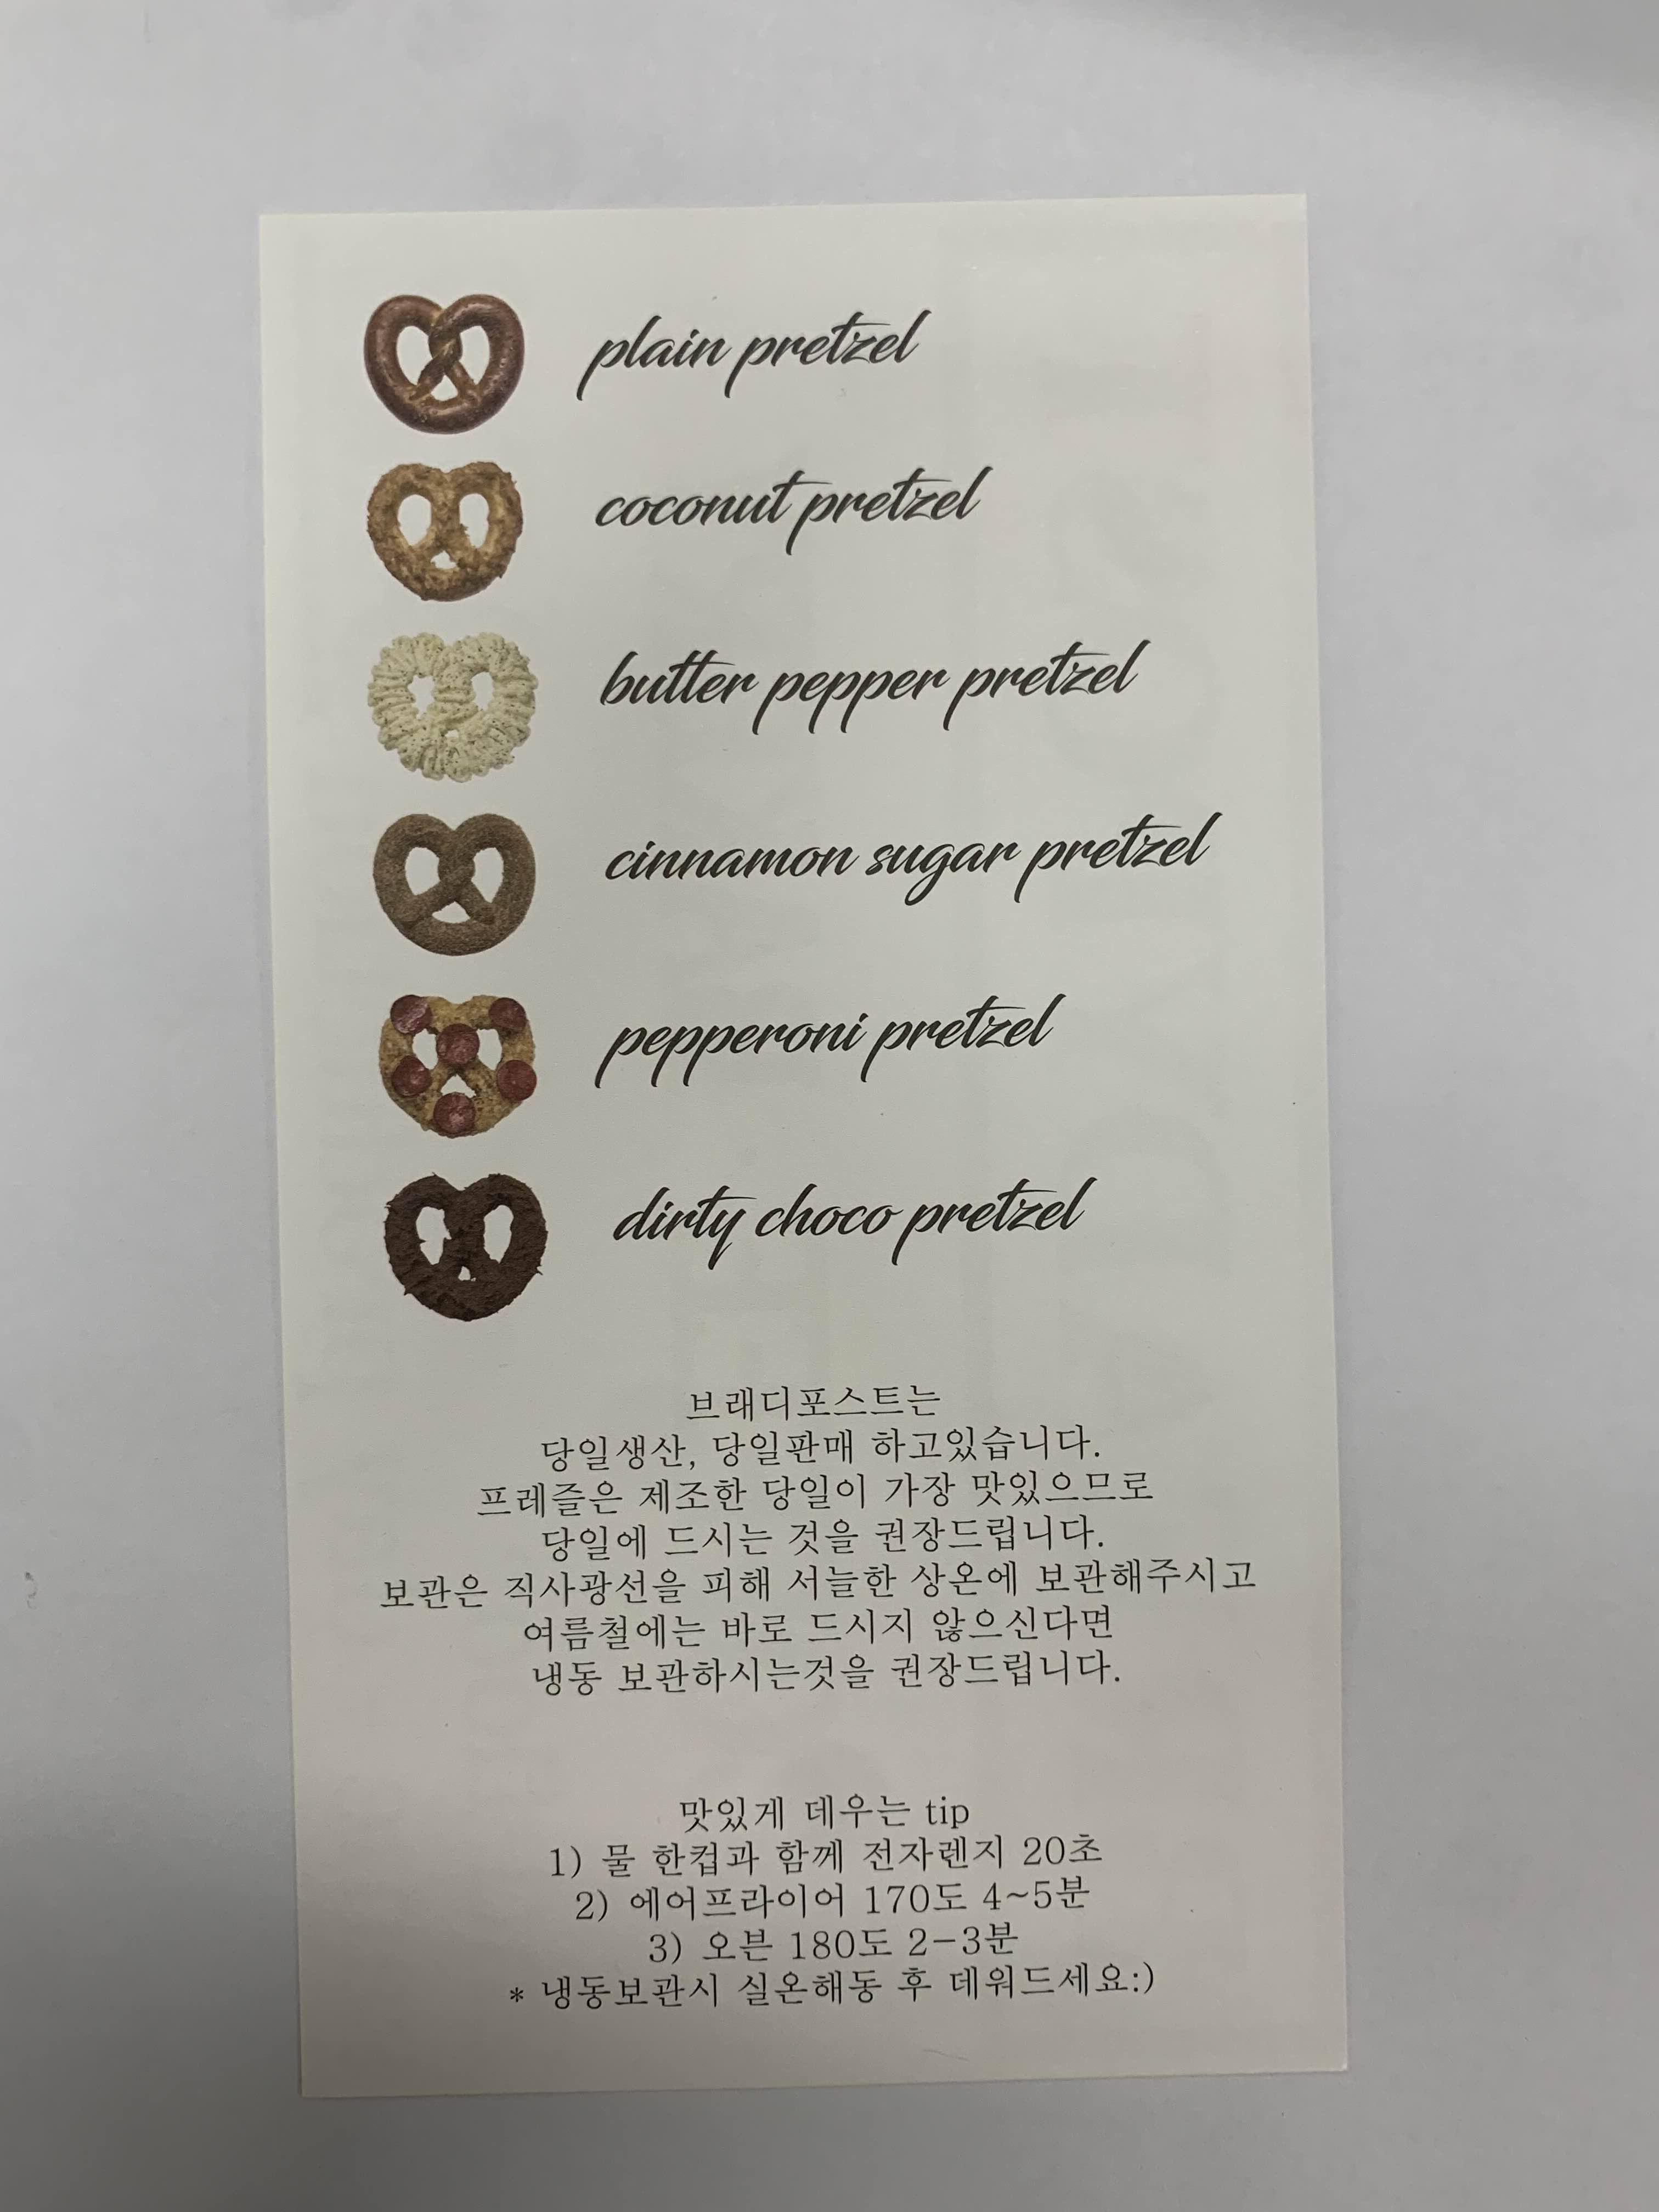 plain pretzel
coconut pretzel
butter pepper pretzel
cinnamon sugar pretzel
pepperoni pretzel
dirty choco pretzel
브래디포스트는
당일생산, 당일판매 하고있습니다.
프레즐은 제조한 당일이 가장 맛있으므로
당일에 드시는 것을 권장드립니다.
보관은 직사광선을 피해 서늘한 상온에 보관해주시고
여름철에는 바로 드시지 않으신다면
냉동 보관하시는것을 권장드립니다.
맛있게 데우는 tip
1) 물 한컵과 함께 전자렌지 20초
2) 에어프라이어 170도 4~5분
3) 오븐 180도 2-3분
* 냉동보관시 실온해동 후 데워드세요:)